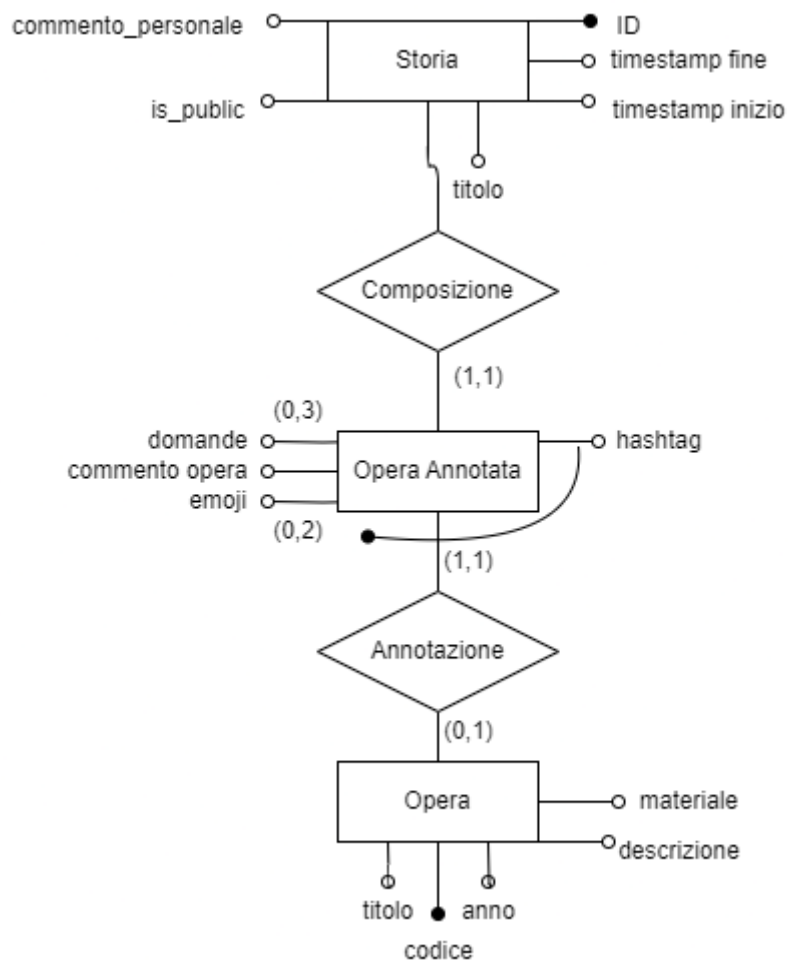 commento_personale
ID
Storia
timestamp fine
is_public
timestamp inizio
titolo
Composizione
(1,1)
(0,3)
domande
hashtag
commento opera
Opera Annotata
emoji
(0,2)
(1,1)
Annotazione
(0,1)
Opera
materiale
descrizione
titolo
anno
codice